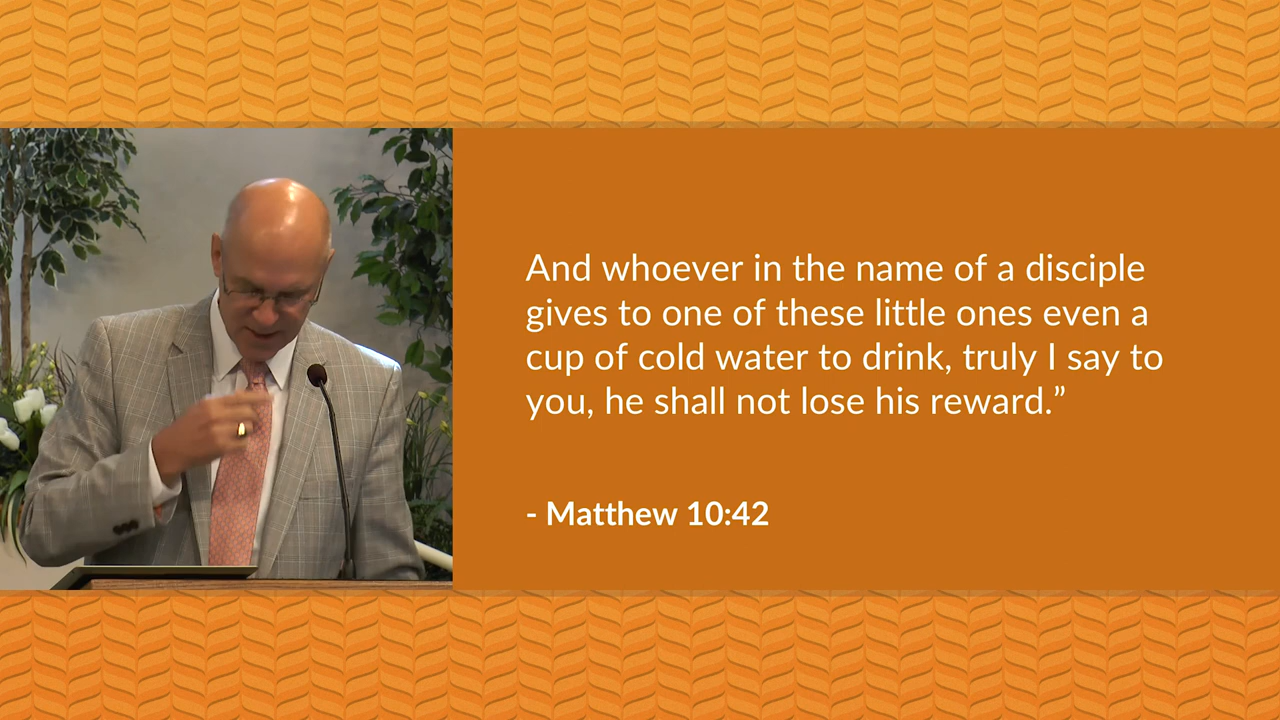 And whoever in the name of a disciple
gives to one of these little ones even a
cup of cold water to drink, truly I say to
you, he shall not lose his reward.”
- Matthew 10:42